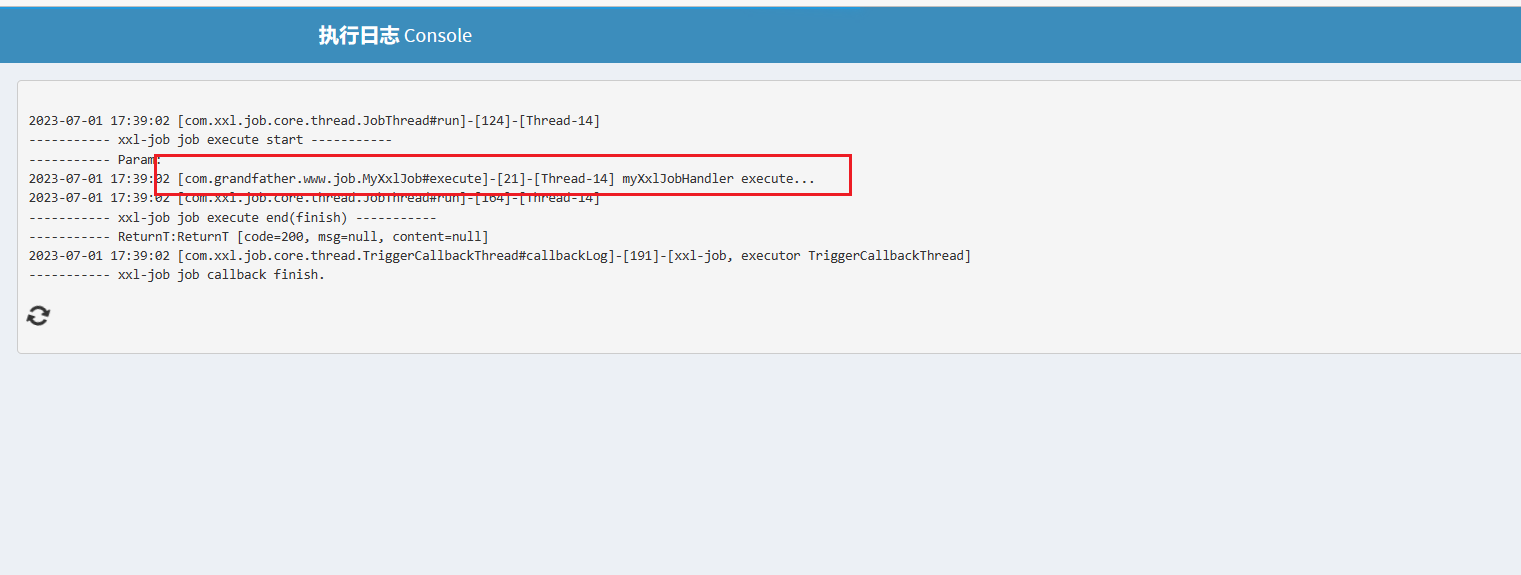 执行日志 Console
2023-07-01 17:39:02 [com.xxl.job.core.thread.JobThread#run]-[124]-[Thread-14]
----------- xxl-job job execute start -----------
----------- Param:
2023-07-01 17:39:02 [com.grandfather.www.job.MyXxlJob#execute]-[21]-[Thread-14] myXxlJobHandler execute...
2023-07-01 17:39:02 [com.xxl.job.core.thread.JobThread#run]-[164]-[Thread-14]
----------- xxl-job job execute end(finish) -----------
----------- ReturnT:ReturnT [code=200, msg=null, content=null]
2023-07-01 17:39:02 [com.xxl.job.core.thread.TriggerCallbackThread#callbackLog]-[191]-[xxl-job, executor TriggerCallbackThread]
----------- xxl-job job callback finish.